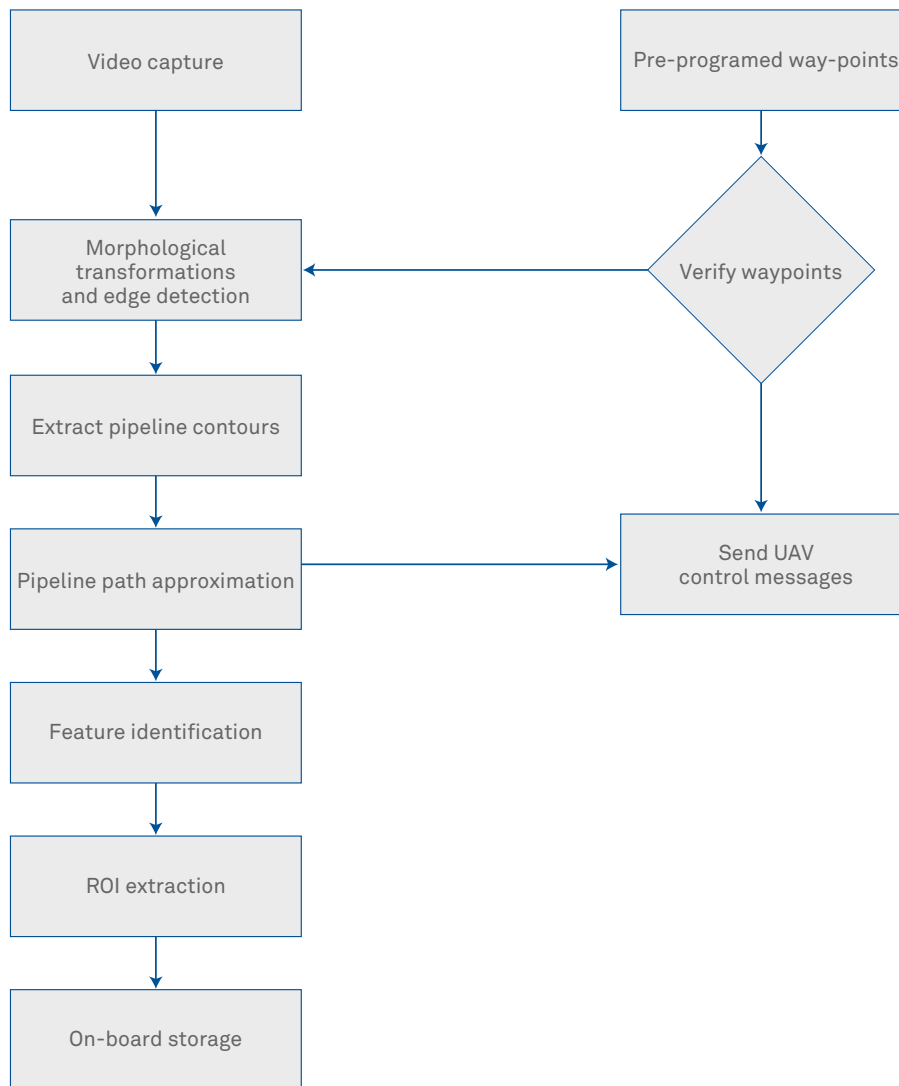 Video capture
Pre-programed way-points
Morphological
transformations
and edge detection
Verify waypoints
Extract pipeline contours
Pipeline path approximation
Send UAV
control messages
Feature identification
ROI extraction
On-board storage